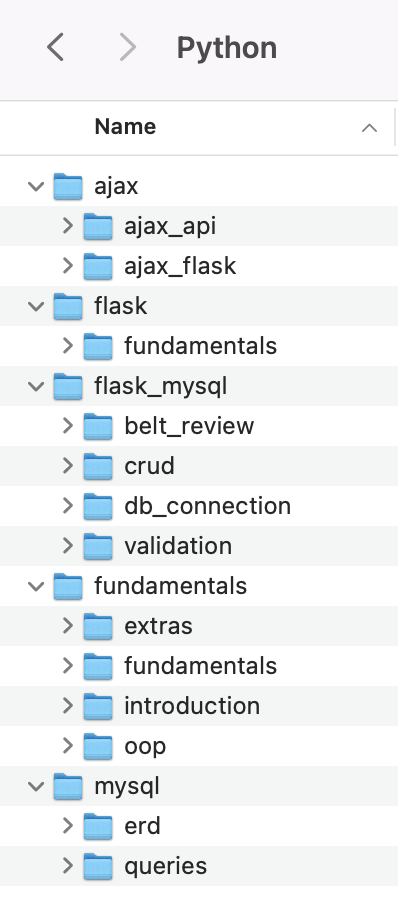 Python
Name
ajax
ajax_api
ajax_flask
flask
fundamentals
flask_mysql
belt_review
crud
db_connection
validation
fundamentals
extras
fundamentals
introduction
oop
mysql
erd
queries